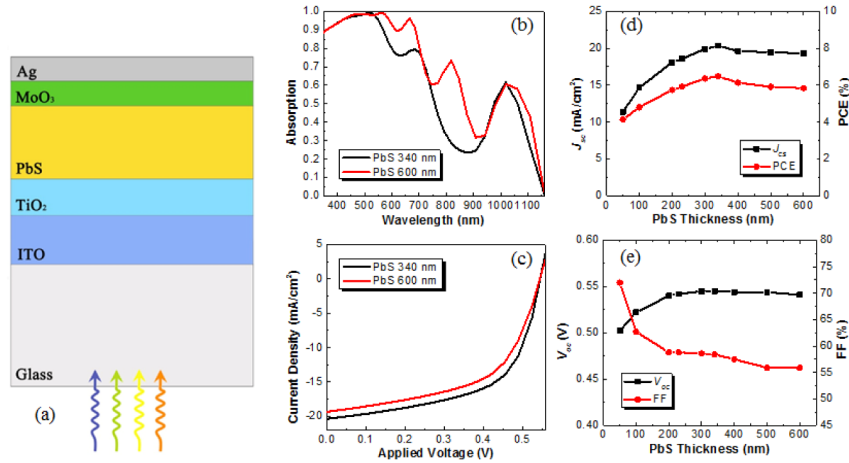 Ag
MoO₃
PbS
TiO₂
ITO
Glass
(a)
(b)
Absorption
1.0
0.9
0.8
0.7
0.6
0.5
0.4
0.3
0.2
0.1
0.0
PbS 340 nm
PbS 600 nm
400 500 600 700 800 900 1000 1100
Wavelength (nm)
(c)
Current Density (mA/cm²)
5
0
-5
-10
-15
-20
PbS 340 nm
PbS 600 nm
0.0 0.1 0.2 0.3 0.4 0.5
Applied Voltage (V)
(d)
Jsc (mA/cm²)
25
20
15
10
5
0
Jcs
PCE
PCE (%)
10
8
6
4
2
0
0 100 200 300 400 500 600
PbS Thickness (nm)
(e)
Voc (V)
0.60
0.55
0.50
0.45
0.40
Voc
FF
FF (%)
80
75
70
65
60
55
50
45
0 100 200 300 400 500 600
PbS Thickness (nm)